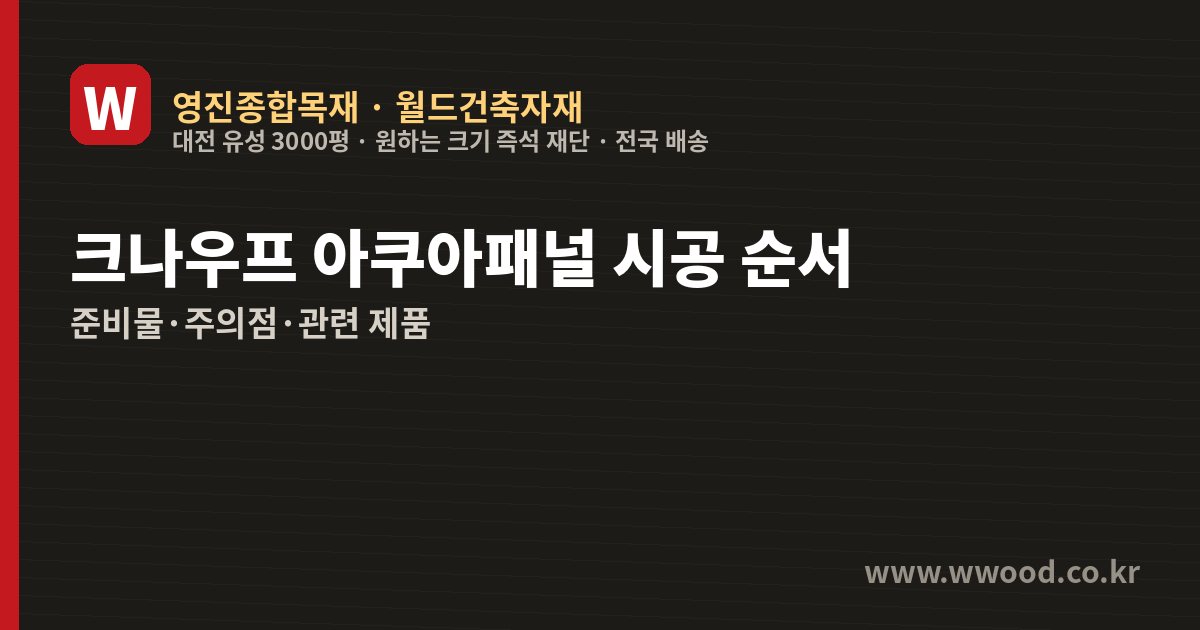 W
영진종합목재 · 월드건축자재
대전 유성 3000평 · 원하는 크기 즉석 재단 · 전국 배송
크나우프 아쿠아패널 시공 순서
준비물·주의점·관련 제품
www.wwood.co.kr